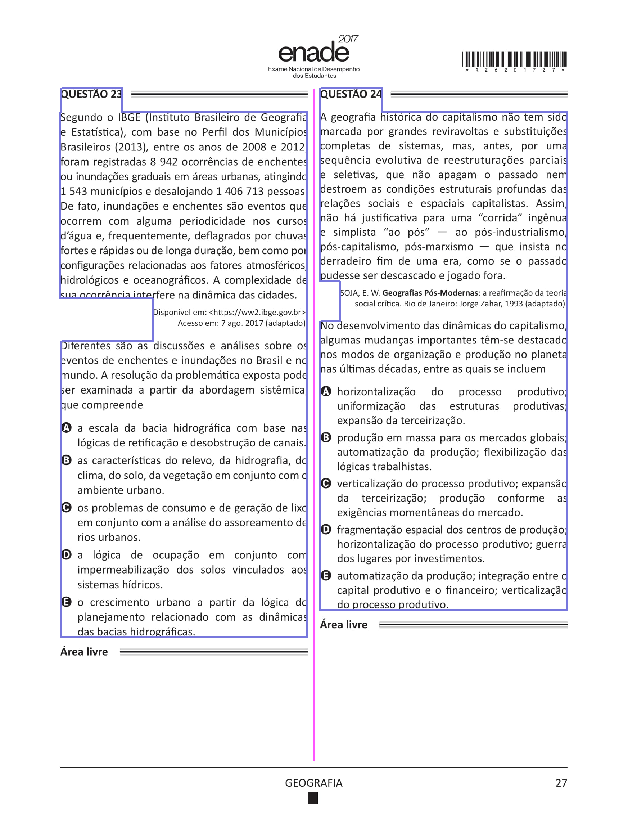 enade 2017
Exame Nacional de Desempenho
dos Estudantes
QUESTÃO 23
Segundo o IBGE (Instituto Brasileiro de Geografia
e Estatística), com base no Perfil dos Municípios
Brasileiros (2013), entre os anos de 2008 e 2012
foram registradas 8 942 ocorrências de enchentes
ou inundações graduais em áreas urbanas, atingindo
1 543 municípios e desalojando 1 406 713 pessoas.
De fato, inundações e enchentes são eventos que
ocorrem com alguma periodicidade nos cursos
d'água e, frequentemente, deflagrados por chuvas
fortes e rápidas ou de longa duração, bem como por
configurações relacionadas aos fatores atmosféricos,
hidrológicos e oceanográficos. A complexidade de
sua ocorrência interfere na dinâmica das cidades.
Disponível em: <https://ww2.ibge.gov.br>.
Acesso em: 7 ago. 2017 (adaptado).
Diferentes são as discussões e análises sobre os
eventos de enchentes e inundações no Brasil e no
mundo. A resolução da problemática exposta pode
ser examinada a partir da abordagem sistêmica,
que compreende
A a escala da bacia hidrográfica com base nas
lógicas de retificação e desobstrução de canais.
B as características do relevo, da hidrografia, do
clima, do solo, da vegetação em conjunto com o
ambiente urbano.
C os problemas de consumo e de geração de lixo
em conjunto com a análise do assoreamento de
rios urbanos.
D a lógica de ocupação em conjunto com
impermeabilização dos solos vinculados aos
sistemas hídricos.
E o crescimento urbano a partir da lógica do
planejamento relacionado com as dinâmicas
das bacias hidrográficas.
Área livre
QUESTÃO 24
A geografia histórica do capitalismo não tem sido
marcada por grandes reviravoltas e substituições
completas de sistemas, mas, antes, por uma
sequência evolutiva de reestruturações parciais
e seletivas, que não apagam o passado nem
destroem as condições estruturais profundas das
relações sociais e espaciais capitalistas. Assim,
não há justificativa para uma “corrida” ingênua
e simplista “ao pós” — ao pós-industrialismo,
pós-capitalismo, pós-marxismo — que insista no
derradeiro fim de uma era, como se o passado
pudesse ser descascado e jogado fora.
SOJA, E. W. Geografias Pós-Modernas: a reafirmação da teoria
social crítica. Rio de Janeiro: Jorge Zahar, 1993 (adaptado).
No desenvolvimento das dinâmicas do capitalismo,
algumas mudanças importantes têm-se destacado
nos modos de organização e produção no planeta
nas últimas décadas, entre as quais se incluem
A horizontalização do processo produtivo;
uniformização das estruturas produtivas;
expansão da terceirização.
B produção em massa para os mercados globais;
automatização da produção; flexibilização das
lógicas trabalhistas.
C verticalização do processo produtivo; expansão
da terceirização; produção conforme as
exigências momentâneas do mercado.
D fragmentação espacial dos centros de produção;
horizontalização do processo produtivo; guerra
dos lugares por investimentos.
E automatização da produção; integração entre o
capital produtivo e o financeiro; verticalização
do processo produtivo.
Área livre
GEOGRAFIA
27